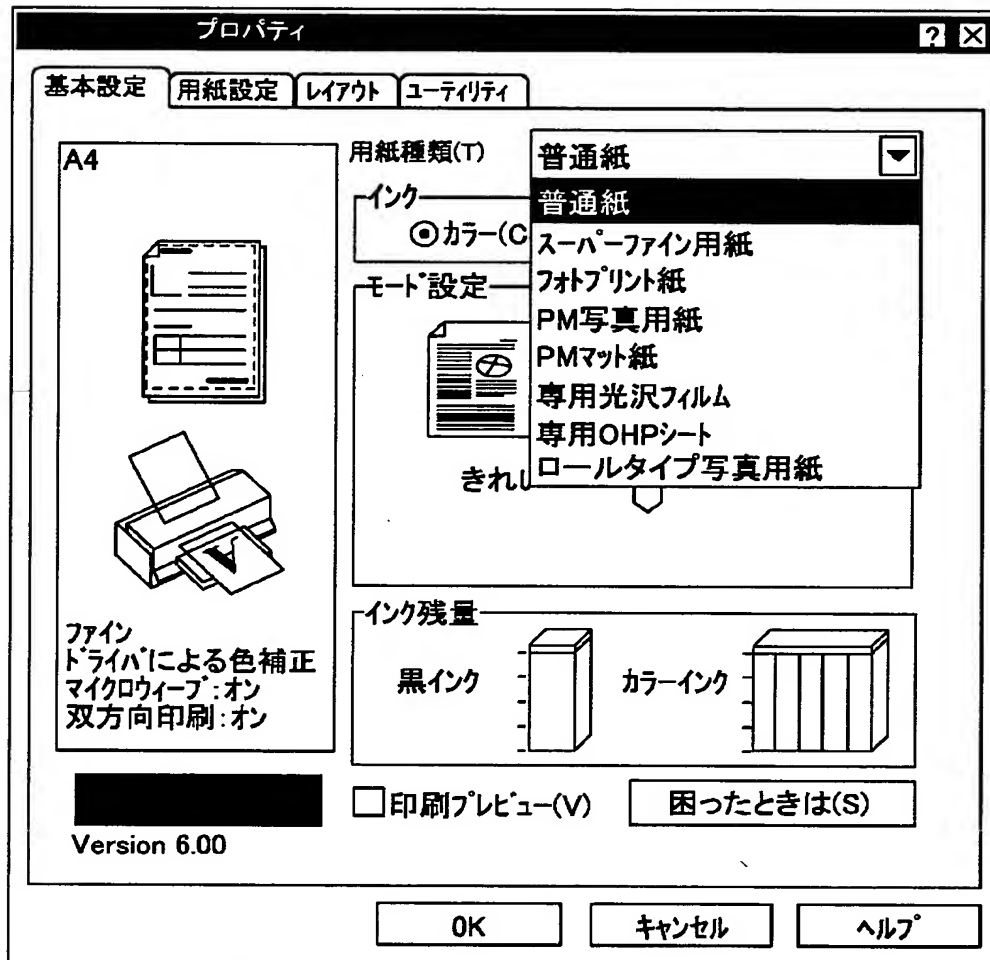 プロパティ
基本設定 用紙設定 レイアウト ユーティリティ
A4
用紙種類(T) 普通紙
普通紙
スーパーファイン用紙
フォトプリント紙
PM写真用紙
PMマット紙
専用光沢フィルム
専用OHPシート
ロールタイプ写真用紙
インク
カラー(C
モード設定
きれい
ファイン
ドライバによる色補正
マイクロウィーブ:オン
双方向印刷:オン
インク残量
黒インク カラーインク
印刷プレビュー(V) 困ったときは(S)
Version 6.00
OK キャンセル ヘルプ